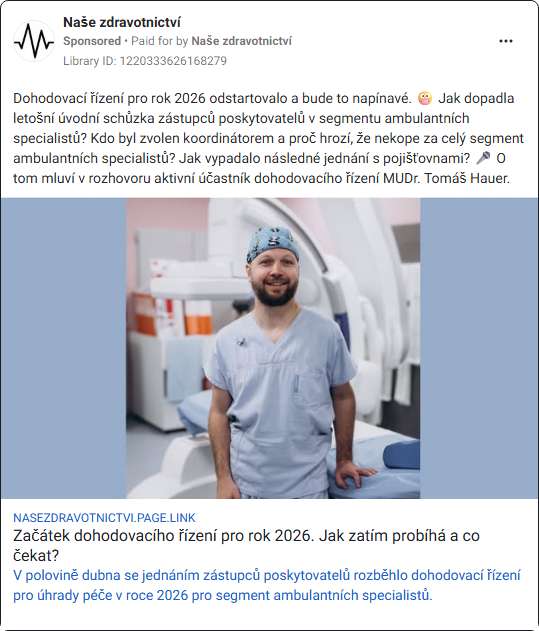 Naše zdravotnictví
Sponsored • Paid for by Naše zdravotnictví
Library ID: 1220333626168279
Dohodovací řízení pro rok 2026 odstartovalo a bude to napínavé. 🤭 Jak dopadla
letošní úvodní schůzka zástupců poskytovatelů v segmentu ambulantních
specialistů? Kdo byl zvolen koordinátorem a proč hrozí, že nekope za celý segment
ambulantních specialistů? Jak vypadalo následné jednání s pojišťovnami? 🎤 O
tom mluví v rozhovoru aktivní účastník dohodovacího řízení MUDr. Tomáš Hauer.
NASEZDRAVOTNICTVI.PAGE.LINK
Začátek dohodovacího řízení pro rok 2026. Jak zatím probíhá a co
čekat?
V polovině dubna se jednáním zástupců poskytovatelů rozběhlo dohodovací řízení
pro úhrady péče v roce 2026 pro segment ambulantních specialistů.